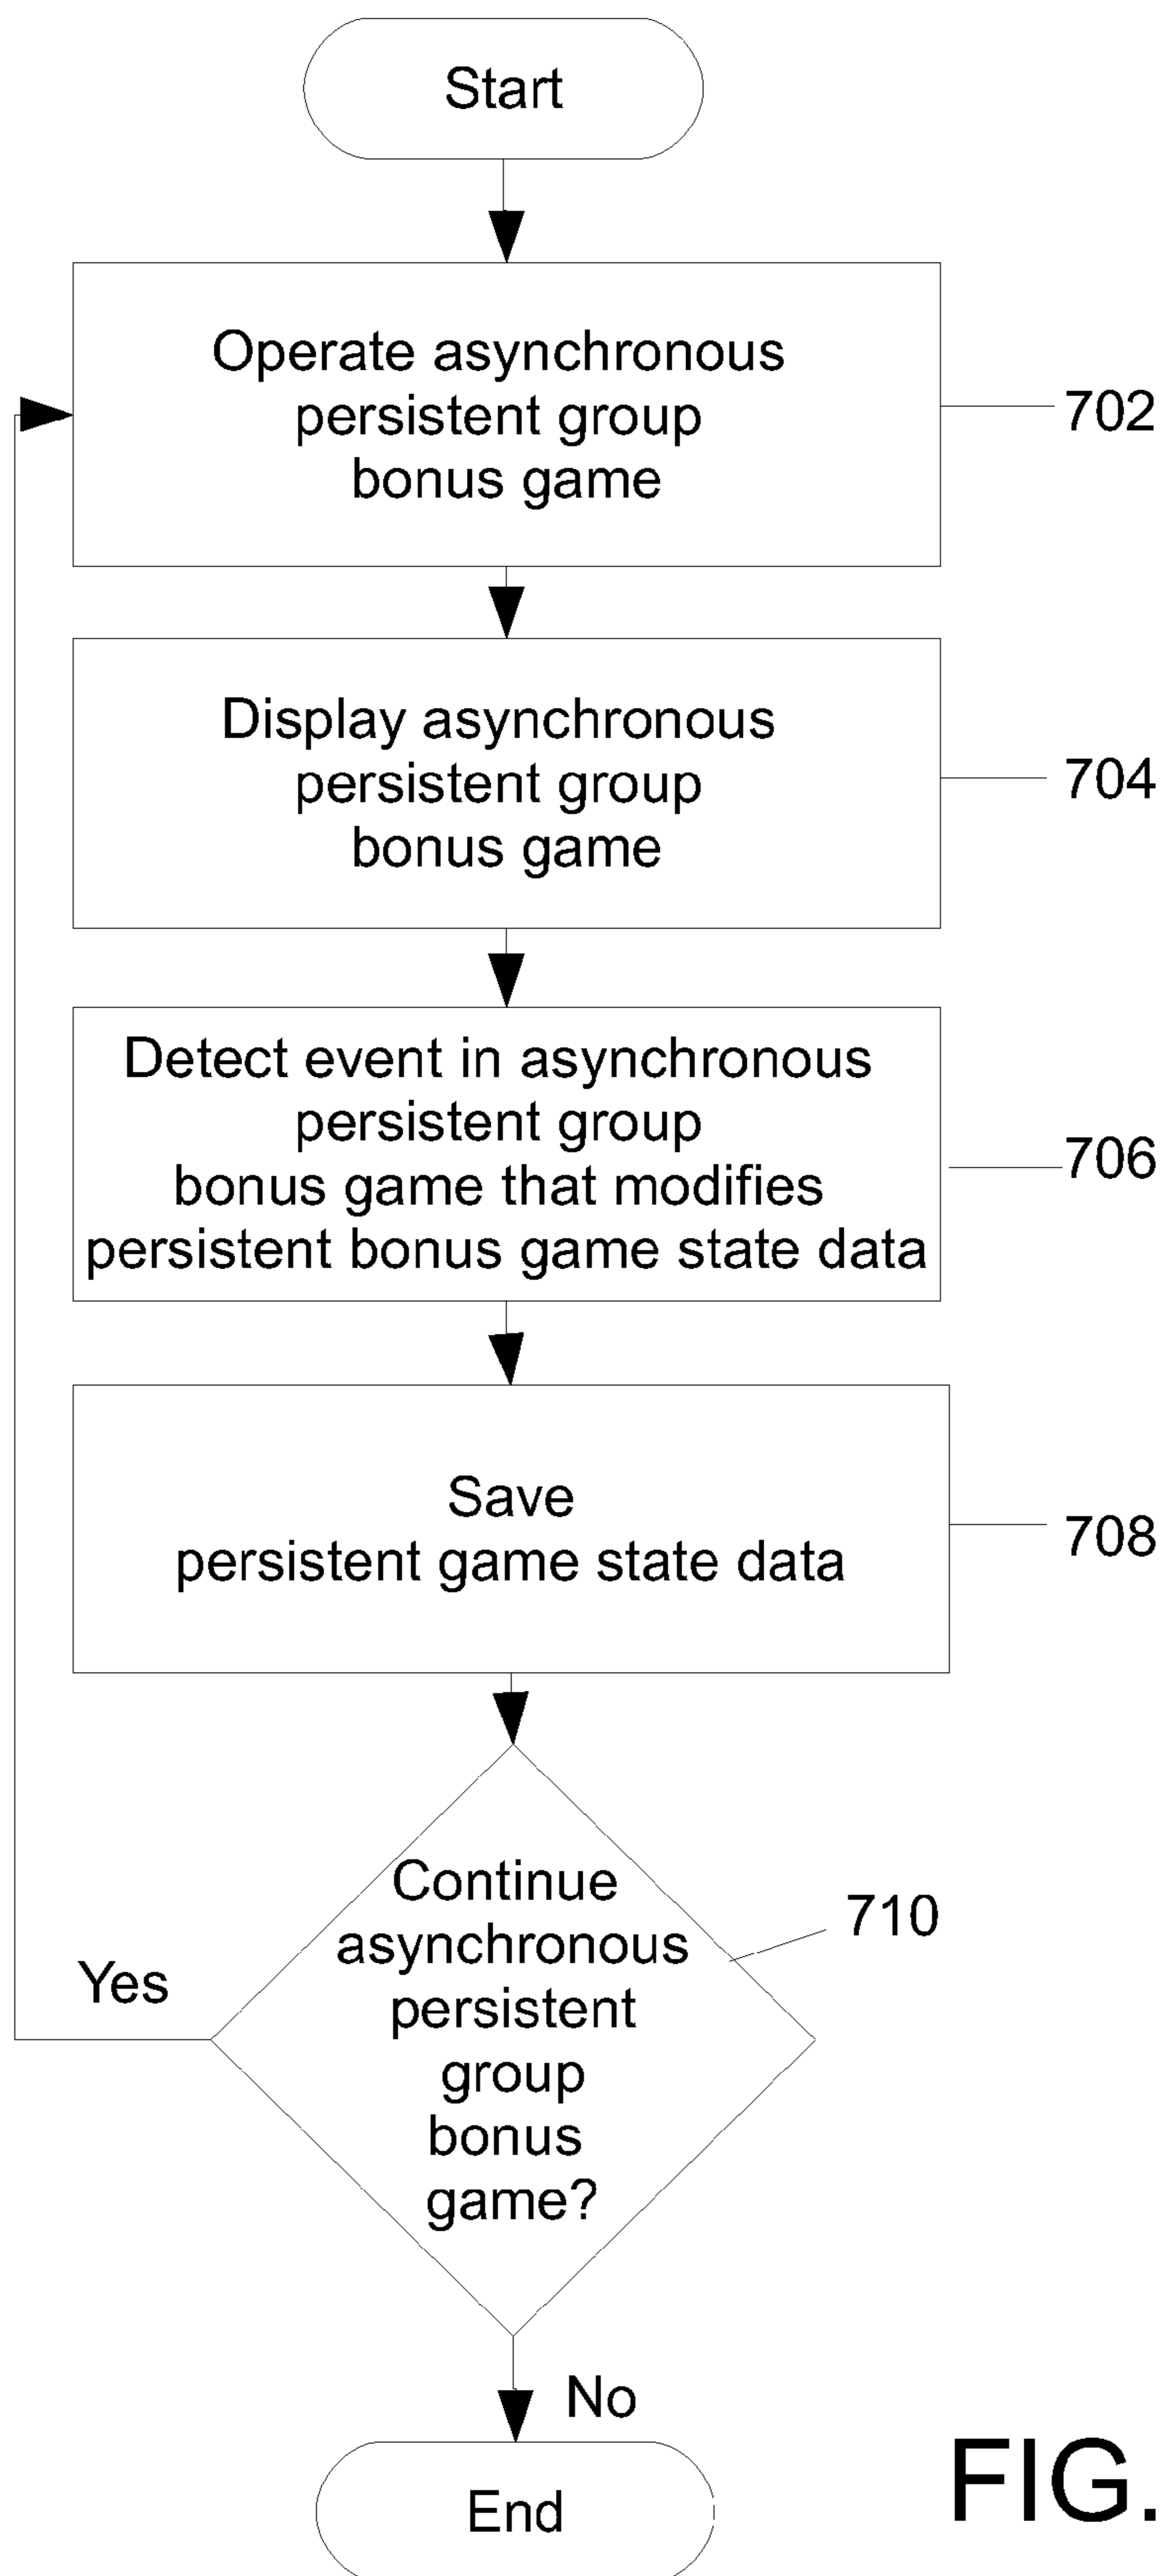 Start
Operate asynchronous
persistent group
bonus game
702
Display asynchronous
persistent group
bonus game
704
Detect event in asynchronous
persistent group
bonus game that modifies
persistent bonus game state data
706
Save
persistent game state data
708
Continue
asynchronous
persistent
group
bonus
game?
710
Yes
No
End
FIG.